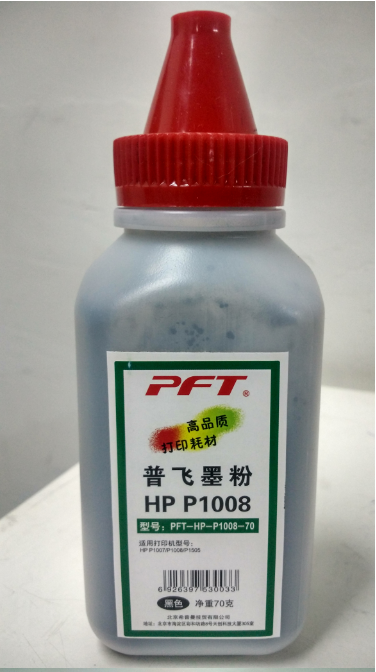 PFT®
高品质
打印耗材
普飞墨粉
HP P1008
型号：PFT-HP-P1008-70
适用打印机型号：
HP P1007/P1008/P1505
6 926397 630033
黑色 净重70克